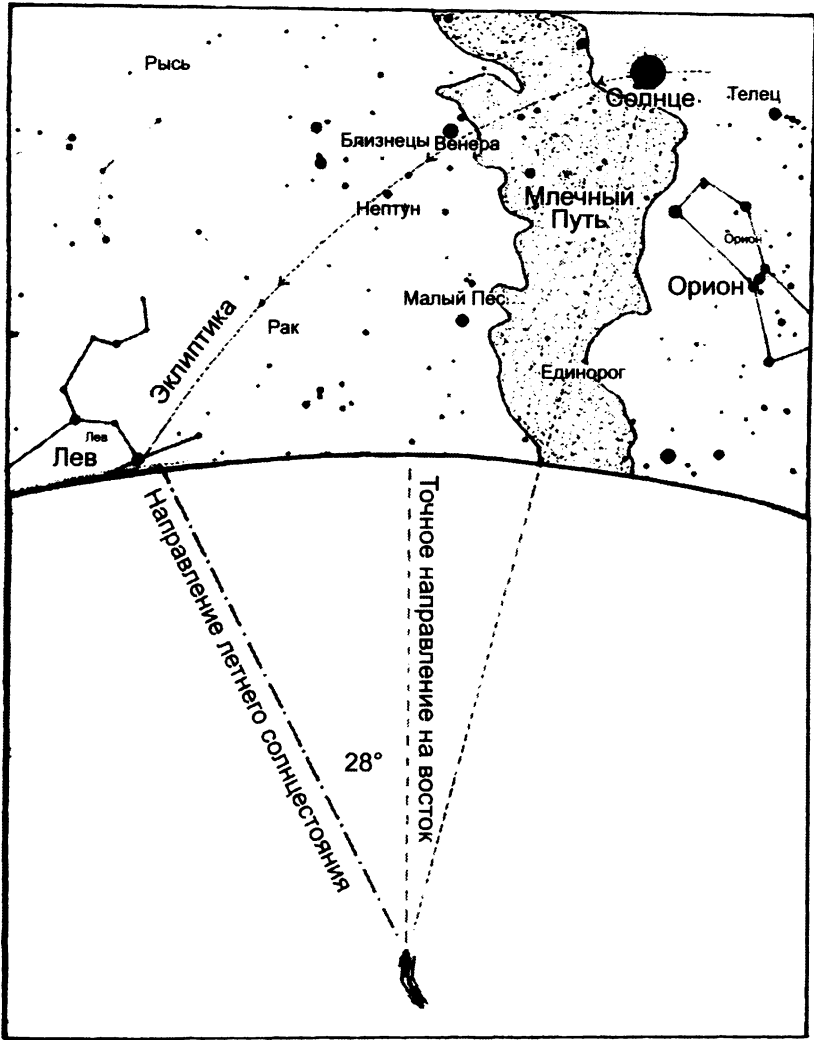 Рысь
Солнце
Телец
Близнецы
Венера
Нептун
Млечный
Путь
Орион
Орион
Малый Пес
Эклиптика
Рак
Единорог
Лев
Лев
Направление летнего солнцестояния
Точное направление на восток
28°